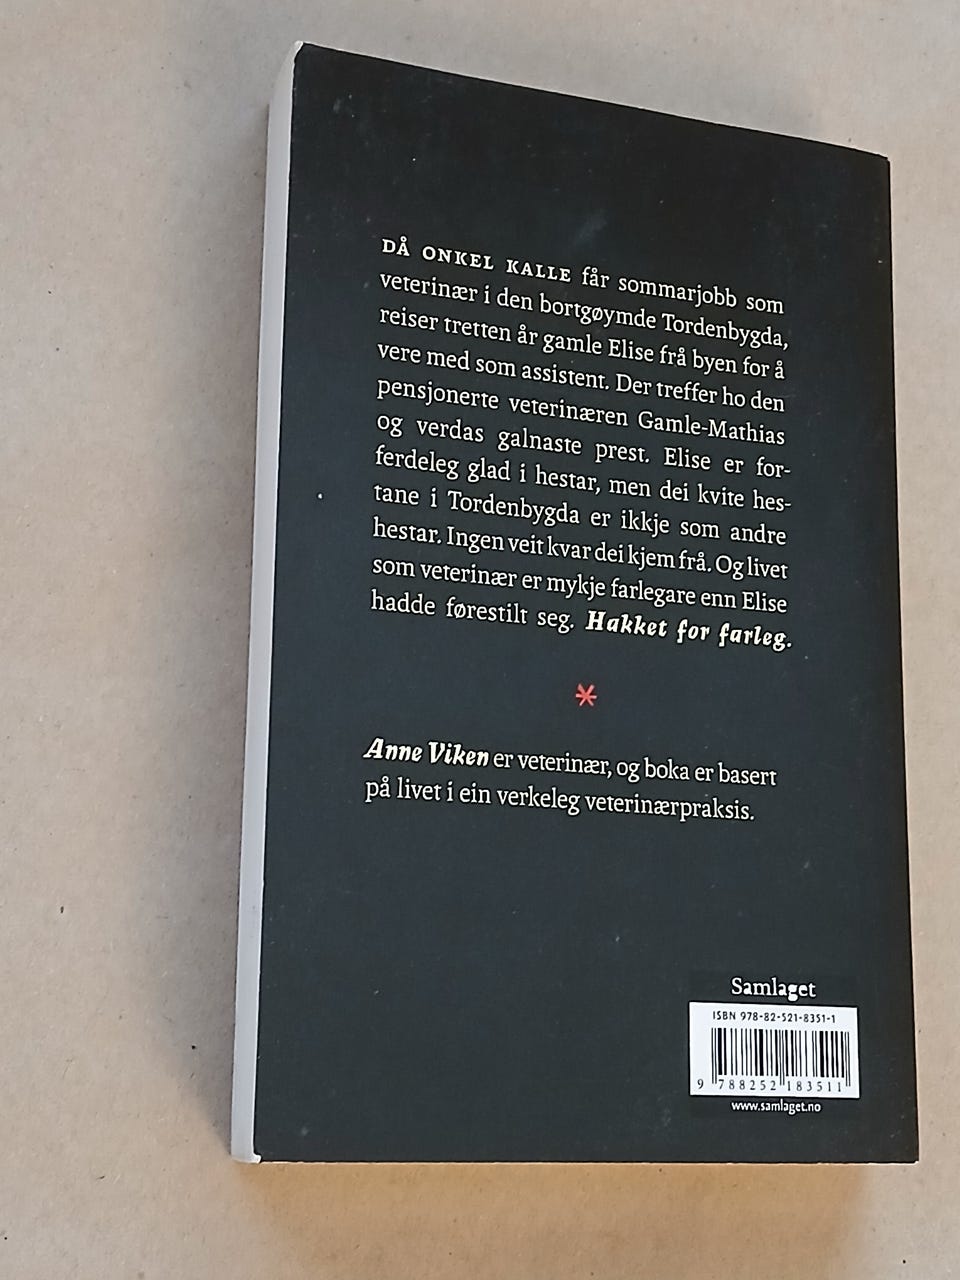 DÅ ONKEL KALLE får sommarjobb som
veterinær i den bortgøymde Tordenbygda,
reiser tretten år gamle Elise frå byen for å
vere med som assistent. Der treffer ho den
pensjonerte veterinæren Gamle-Mathias
og verdas galnaste prest. Elise er for-
ferdeleg glad i hestar, men dei kvite hes-
tane i Tordenbygda er ikkje som andre
hestar. Ingen veit kvar dei kjem frå. Og livet
som veterinær er mykje farlegare enn Elise
hadde førestilt seg. Hakket for farleg.
*
Anne Viken er veterinær, og boka er basert
på livet i ein verkeleg veterinærpraksis.
Samlaget
ISBN 978-82-521-8351-1
9 788252 183511
www.samlaget.no